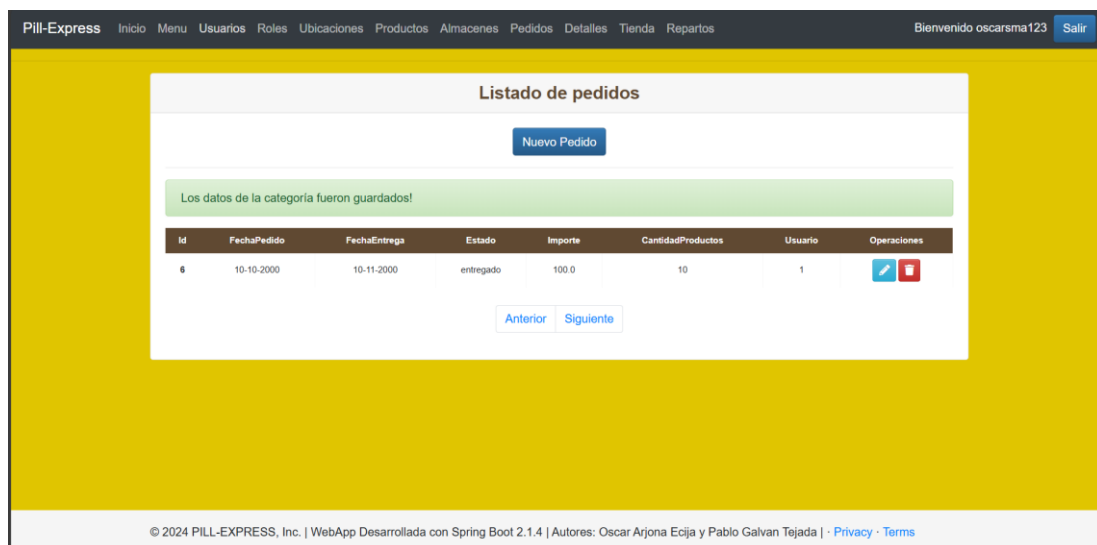 Pill-Express Inicio Menu Usuarios Roles Ubicaciones Productos Almacenes Pedidos Detalles Tienda Repartos Bienvenido oscarsma123 Salir
Listado de pedidos
Nuevo Pedido
Los datos de la categoría fueron guardados!
Id FechaPedido FechaEntrega Estado Importe CantidadProductos Usuario Operaciones
6 10-10-2000 10-11-2000 entregado 100.0 10 1
Anterior Siguiente
© 2024 PILL-EXPRESS, Inc. | WebApp Desarrollada con Spring Boot 2.1.4 | Autores: Oscar Arjona Ecija y Pablo Galvan Tejada | · Privacy · Terms